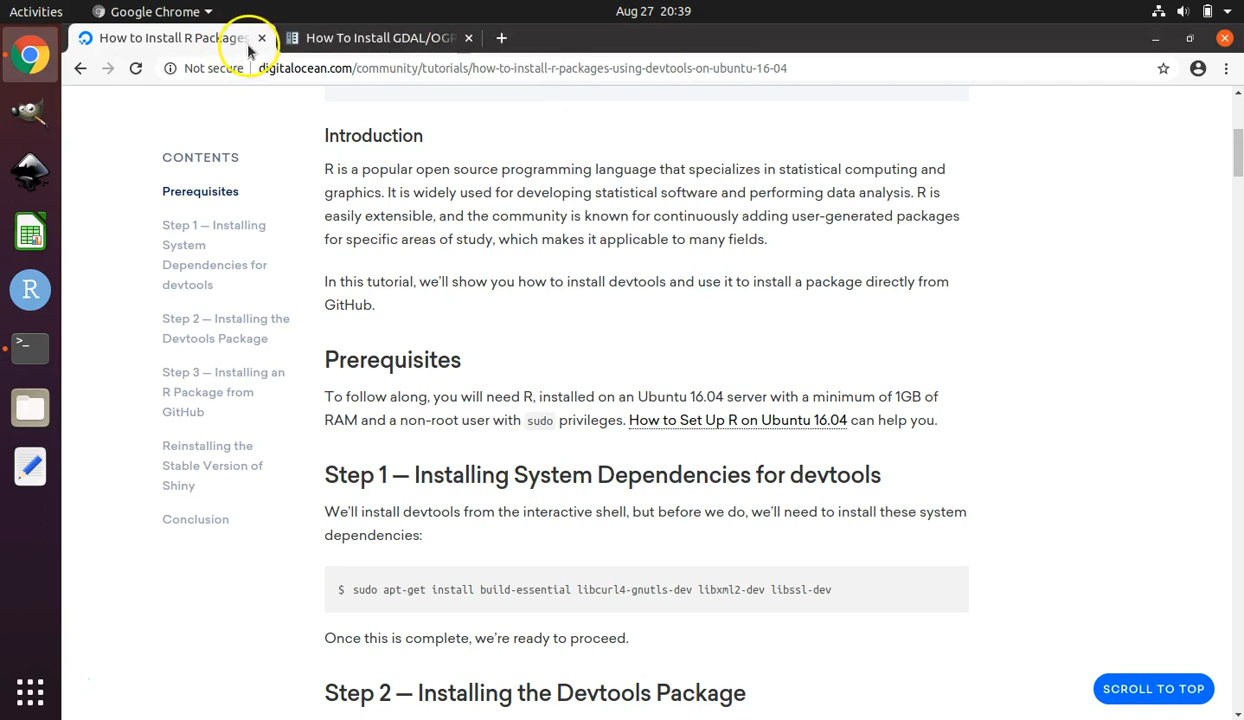 Activities
Google Chrome
Aug 27 20:39
How to Install R Packages
How To Install GDAL/OGR
Not secure
digitalocean.com/community/tutorials/how-to-install-r-packages-using-devtools-on-ubuntu-16-04
CONTENTS
Prerequisites
Step 1 — Installing
System
Dependencies for
devtools
Step 2 — Installing the
Devtools Package
Step 3 — Installing an
R Package from
GitHub
Reinstalling the
Stable Version of
Shiny
Conclusion
Introduction
R is a popular open source programming language that specializes in statistical computing and
graphics. It is widely used for developing statistical software and performing data analysis. R is
easily extensible, and the community is known for continuously adding user-generated packages
for specific areas of study, which makes it applicable to many fields.
In this tutorial, we'll show you how to install devtools and use it to install a package directly from
GitHub.
Prerequisites
To follow along, you will need R, installed on an Ubuntu 16.04 server with a minimum of 1GB of
RAM and a non-root user with sudo privileges. How to Set Up R on Ubuntu 16.04 can help you.
Step 1 — Installing System Dependencies for devtools
We'll install devtools from the interactive shell, but before we do, we'll need to install these system
dependencies:
$ sudo apt-get install build-essential libcurl4-gnutls-dev libxml2-dev libssl-dev
Once this is complete, we're ready to proceed.
Step 2 — Installing the Devtools Package
SCROLL TO TOP
R
>_